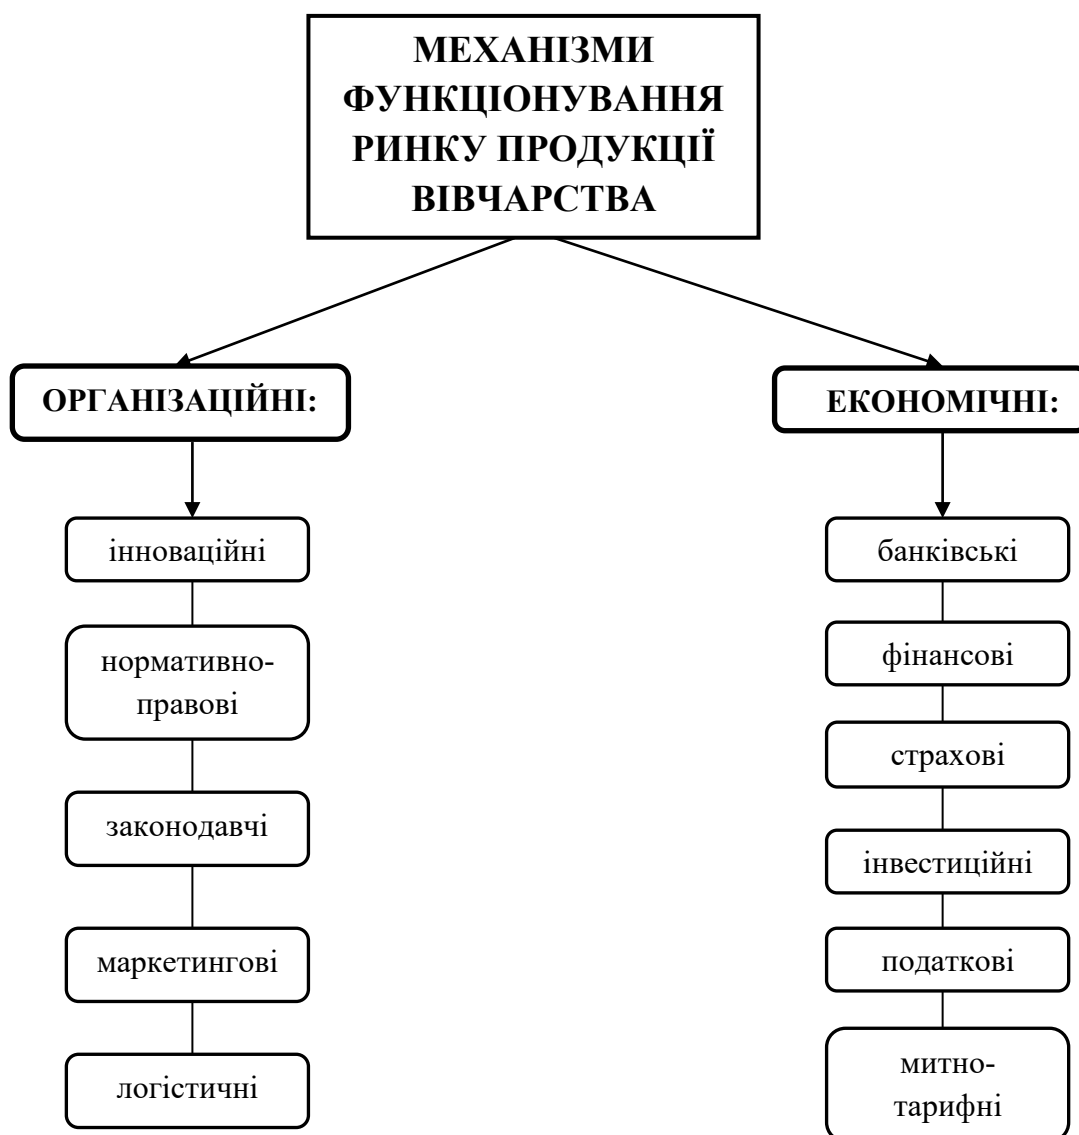 МЕХАНІЗМИ
ФУНКЦІОНУВАННЯ
РИНКУ ПРОДУКЦІЇ
ВІВЧАРСТВА
ОРГАНІЗАЦІЙНІ:
інноваційні
нормативно-
правові
законодавчі
маркетингові
логістичні
ЕКОНОМІЧНІ:
банківські
фінансові
страхові
інвестиційні
податкові
митно-
тарифні